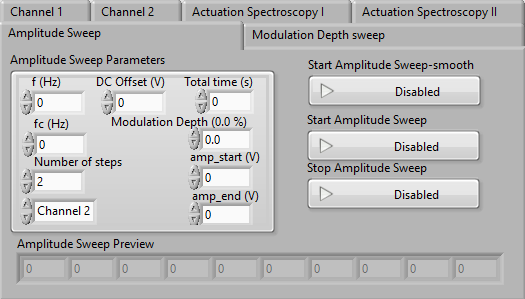 Channel 1 Channel 2 Actuation Spectroscopy I Actuation Spectroscopy II
Amplitude Sweep Modulation Depth sweep
Amplitude Sweep Parameters
f (Hz) DC Offset (V) Total time (s)
0 0 0
fc (Hz) Modulation Depth (0.0 %)
0 0.0
Number of steps amp_start (V)
2 0
amp_end (V)
Channel 2 0
Start Amplitude Sweep-smooth
Disabled
Start Amplitude Sweep
Disabled
Stop Amplitude Sweep
Disabled
Amplitude Sweep Preview
0 0 0 0 0 0 0 0 0 0